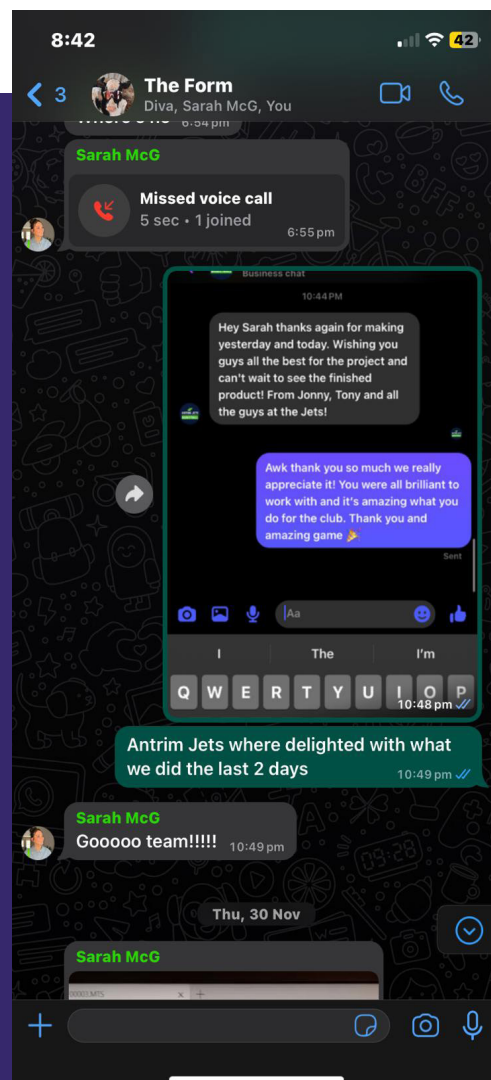 8:42
42
3
The Form
Diva, Sarah McG, You
6:54 pm
Sarah McG
Missed voice call
5 sec • 1 joined
6:55 pm
Business chat
10:44 PM
Hey Sarah thanks again for making
yesterday and today. Wishing you
guys all the best for the project and
can't wait to see the finished
product! From Jonny, Tony and all
the guys at the Jets!
Awk thank you so much we really
appreciate it! You were all brilliant to
work with and it's amazing what you
do for the club. Thank you and
amazing game 🎉
Sent
Aa
I The I'm
Q W E R T Y U I O P
10:48 pm
Antrim Jets where delighted with what
we did the last 2 days
10:49 pm
Sarah McG
Gooooo team!!!!! 10:49 pm
Thu, 30 Nov
Sarah McG
00001.MTS